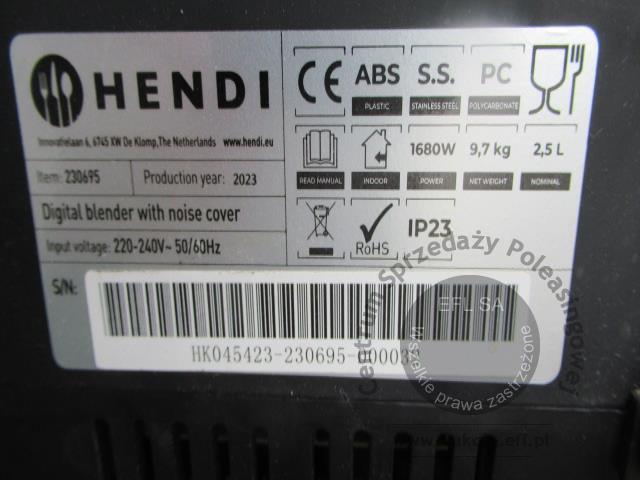 HENDI
Innovatielaan 6, 6745 XW De Klomp, The Netherlands www.hendi.eu
Item: 230695
Production year: 2023
Digital blender with noise cover
Input voltage: 220-240V~ 50/60Hz
CE
ABS
PLASTIC
S.S.
STAINLESS STEEL
PC
POLYCARBONATE
READ MANUAL
INDOOR
1680W
POWER
9,7 kg
NET WEIGHT
2,5 L
NOMINAL
RoHS
IP23
S/N:
HK045423-230695-00003
Centrum Sprzedaży Poleasingowej
EFL SA
Wszelkie prawa zastrzeżone